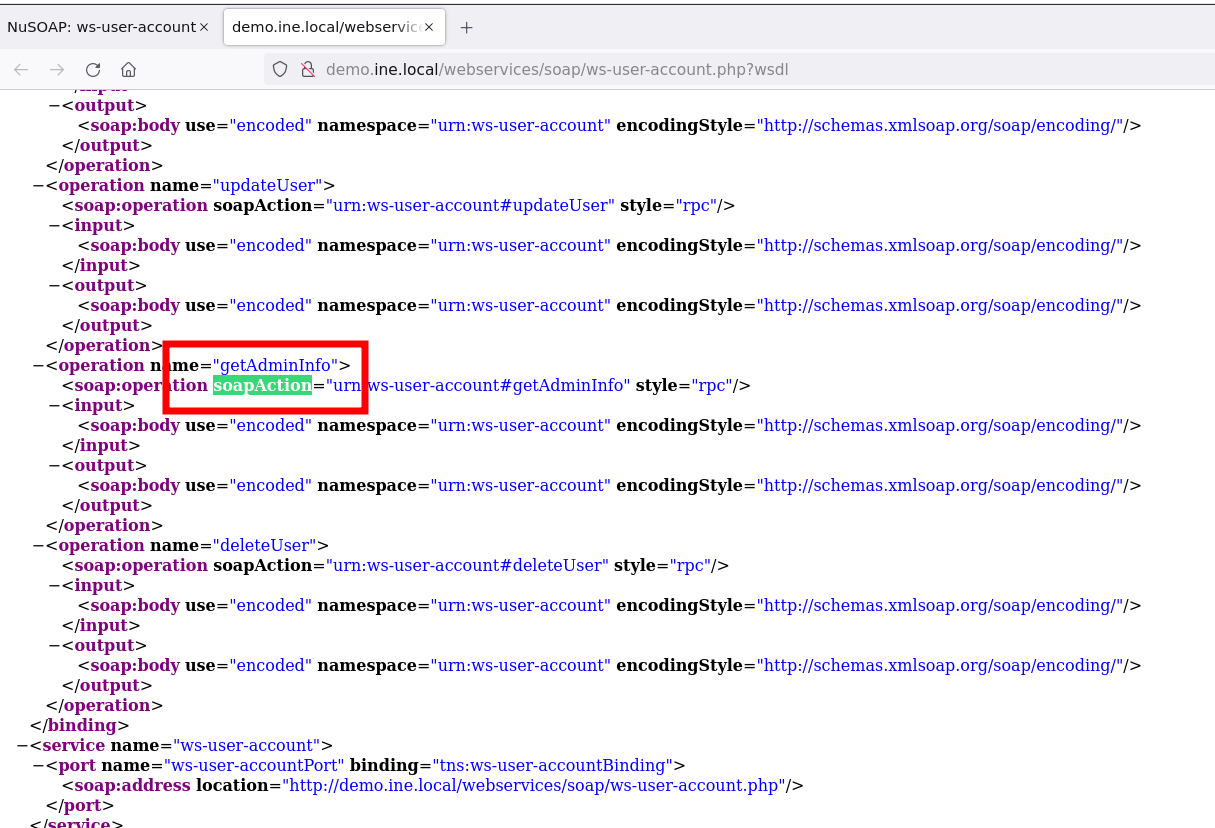 NuSOAP: ws-user-account ×
demo.ine.local/webservic ×
+
demo.ine.local/webservices/soap/ws-user-account.php?wsdl
</input>
−<output>
<soap:body use="encoded" namespace="urn:ws-user-account" encodingStyle="http://schemas.xmlsoap.org/soap/encoding/"/>
</output>
</operation>
−<operation name="updateUser">
<soap:operation soapAction="urn:ws-user-account#updateUser" style="rpc"/>
−<input>
<soap:body use="encoded" namespace="urn:ws-user-account" encodingStyle="http://schemas.xmlsoap.org/soap/encoding/"/>
</input>
−<output>
<soap:body use="encoded" namespace="urn:ws-user-account" encodingStyle="http://schemas.xmlsoap.org/soap/encoding/"/>
</output>
</operation>
−<operation name="getAdminInfo">
<soap:operation soapAction="urn:ws-user-account#getAdminInfo" style="rpc"/>
−<input>
<soap:body use="encoded" namespace="urn:ws-user-account" encodingStyle="http://schemas.xmlsoap.org/soap/encoding/"/>
</input>
−<output>
<soap:body use="encoded" namespace="urn:ws-user-account" encodingStyle="http://schemas.xmlsoap.org/soap/encoding/"/>
</output>
</operation>
−<operation name="deleteUser">
<soap:operation soapAction="urn:ws-user-account#deleteUser" style="rpc"/>
−<input>
<soap:body use="encoded" namespace="urn:ws-user-account" encodingStyle="http://schemas.xmlsoap.org/soap/encoding/"/>
</input>
−<output>
<soap:body use="encoded" namespace="urn:ws-user-account" encodingStyle="http://schemas.xmlsoap.org/soap/encoding/"/>
</output>
</operation>
</binding>
−<service name="ws-user-account">
−<port name="ws-user-accountPort" binding="tns:ws-user-accountBinding">
<soap:address location="http://demo.ine.local/webservices/soap/ws-user-account.php"/>
</port>
</service>